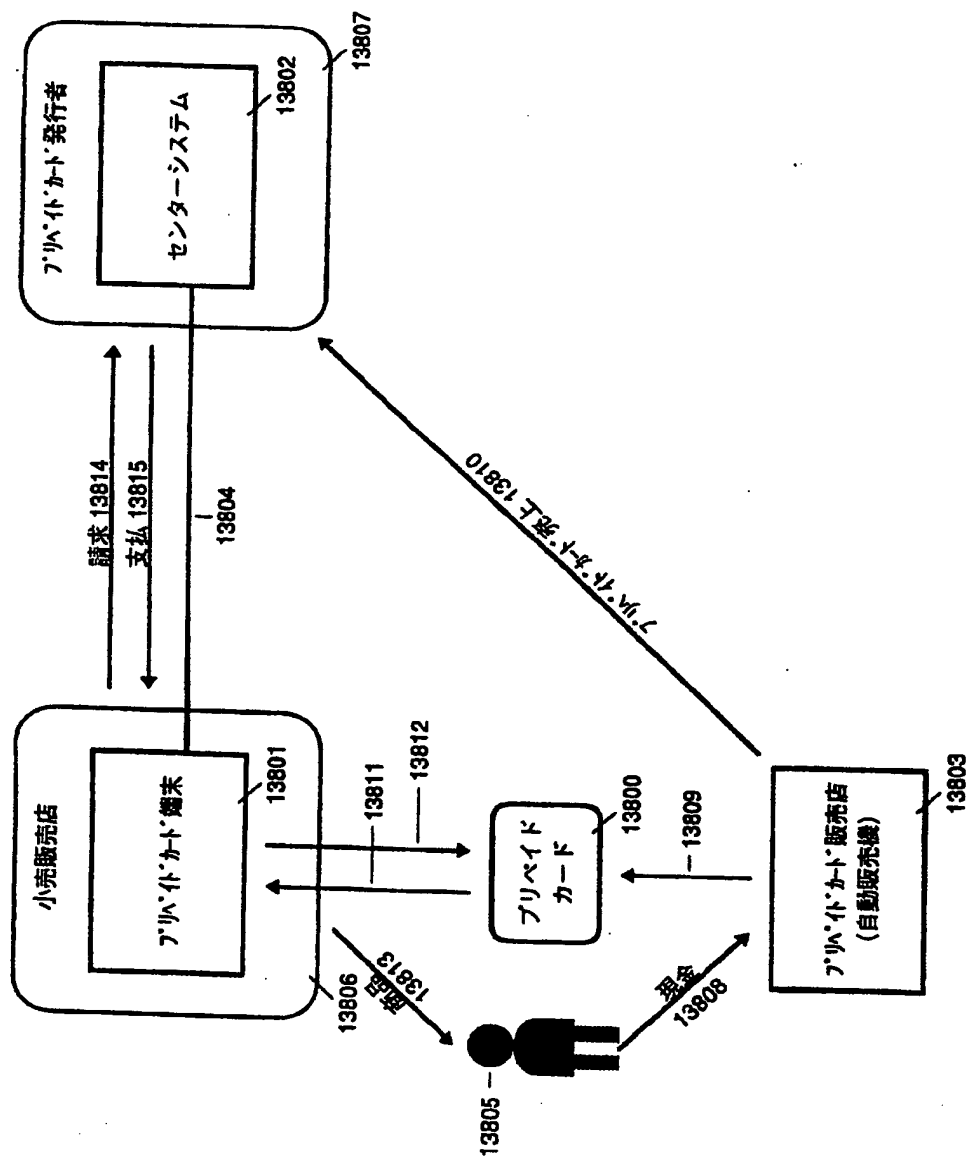 プリペイドカード発行者
センターシステム
13802
13807
請求 13814
支払 13815
13804
小売販売店
プリペイドカード端末
13801
13806
13811
13812
商品
13813
13805
プリペイド
カード
13800
13809
現金
13808
プリペイドカード売上 13810
プリペイドカード販売店
(自動販売機)
13803